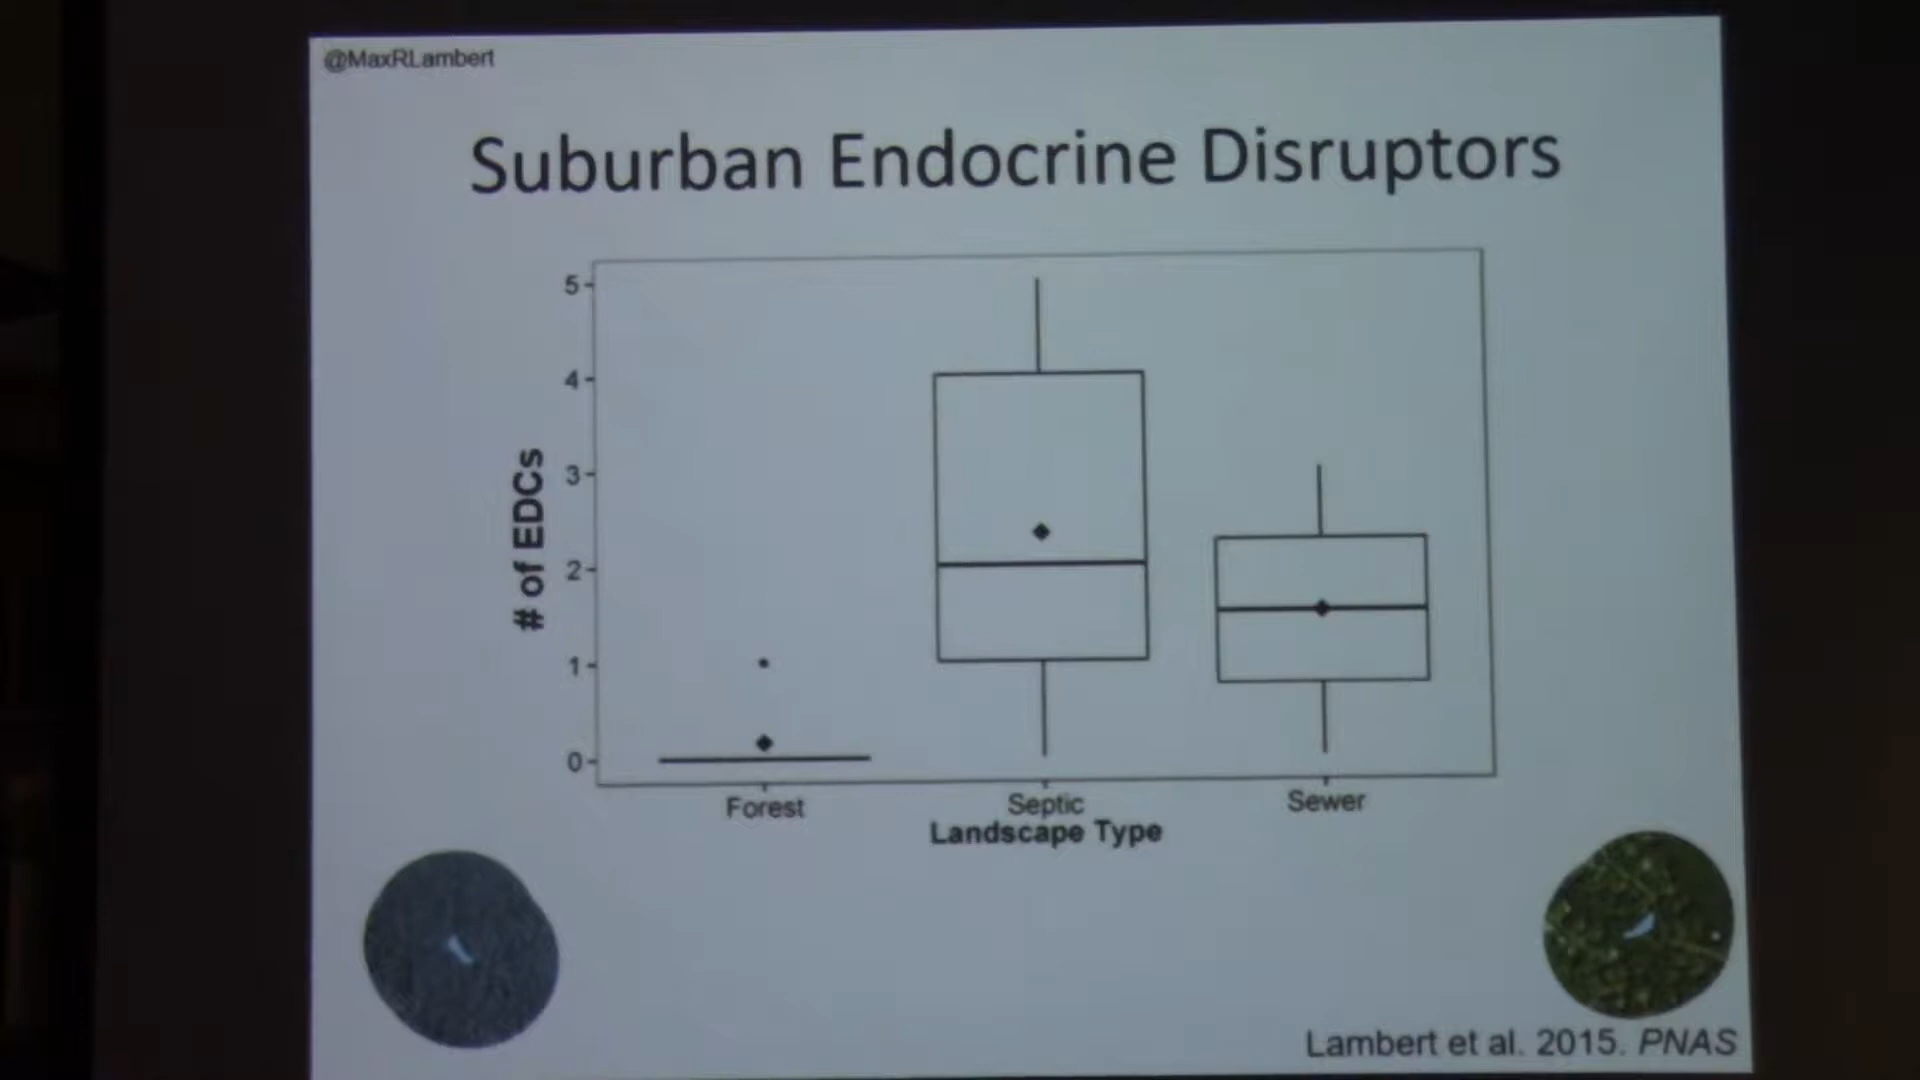 @MaxRLambert
Suburban Endocrine Disruptors
# of EDCs
5
4
3
2
1
0
Forest
Septic
Sewer
Landscape Type
Lambert et al. 2015. PNAS